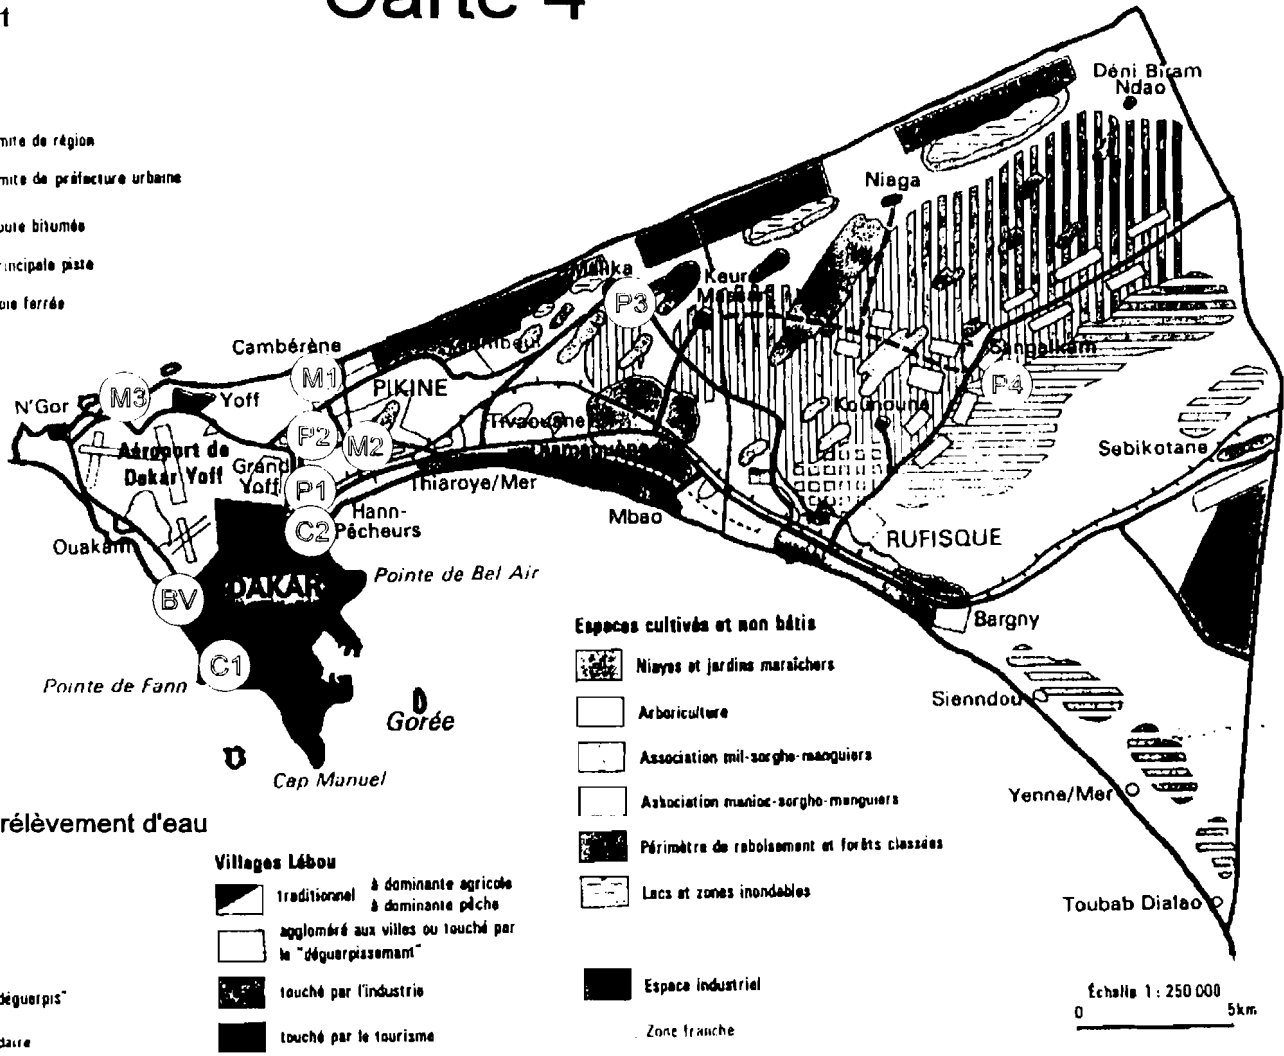 Carte 4
t
mite de région
mite de préfecture urbaine
oute bitumée
rincipale piste
oie ferrée
Déni Biram
Ndao
Niaga
Malika
Keur
Massar
P3
Cambérène
M1
PIKINE
M3
N'Gor
Yoff
Aéroport de
Dakar Yoff
P2
M2
Grand
Yoff
P1
Tivaouane
Thiaroye/Mer
Hann-
Pêcheurs
C2
Mbao
Sangalkam
P4
Kounoune
Sebikotane
RUFISQUE
Ouakam
DAKAR
Pointe de Bel Air
BV
C1
Pointe de Fann
Gorée
Cap Manuel
Bargny
Sienndou
Yenne/Mer
Toubab Dialao
Espaces cultivés et non bâtis
Niayes et jardins maraîchers
Arboriculture
Association mil-sorgho-manguiers
Association manioc-sorgho-manguiers
Périmètre de reboisement et forêts classées
Lacs et zones inondables
Espace industriel
Zone franche
rélèvement d'eau
Villages Lébou
traditionnel
à dominante agricole
à dominante pêche
aggloméré aux villes ou touché par
le "déguerpissement"
touché par l'industrie
touché par le tourisme
déguerpis"
daire
Échelle 1 : 250 000
0 5km